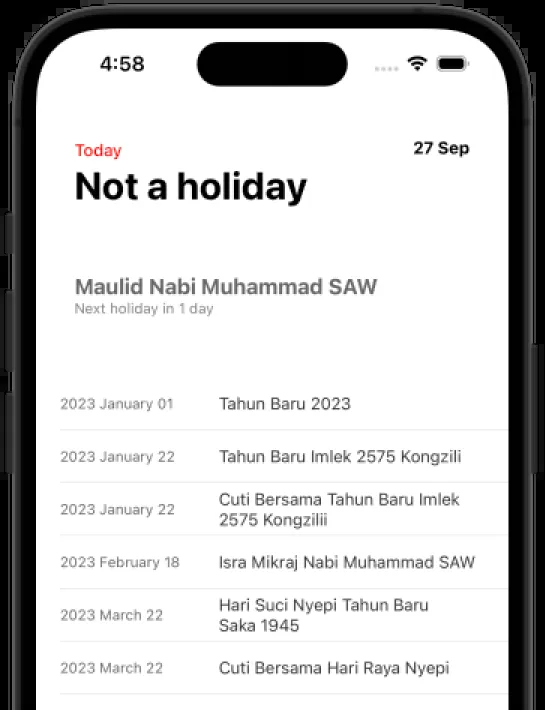 4:58
Today
27 Sep
Not a holiday
Maulid Nabi Muhammad SAW
Next holiday in 1 day
2023 January 01 Tahun Baru 2023
2023 January 22 Tahun Baru Imlek 2575 Kongzili
2023 January 22 Cuti Bersama Tahun Baru Imlek
2575 Kongzilii
2023 February 18 Isra Mikraj Nabi Muhammad SAW
2023 March 22 Hari Suci Nyepi Tahun Baru
Saka 1945
2023 March 22 Cuti Bersama Hari Raya Nyepi